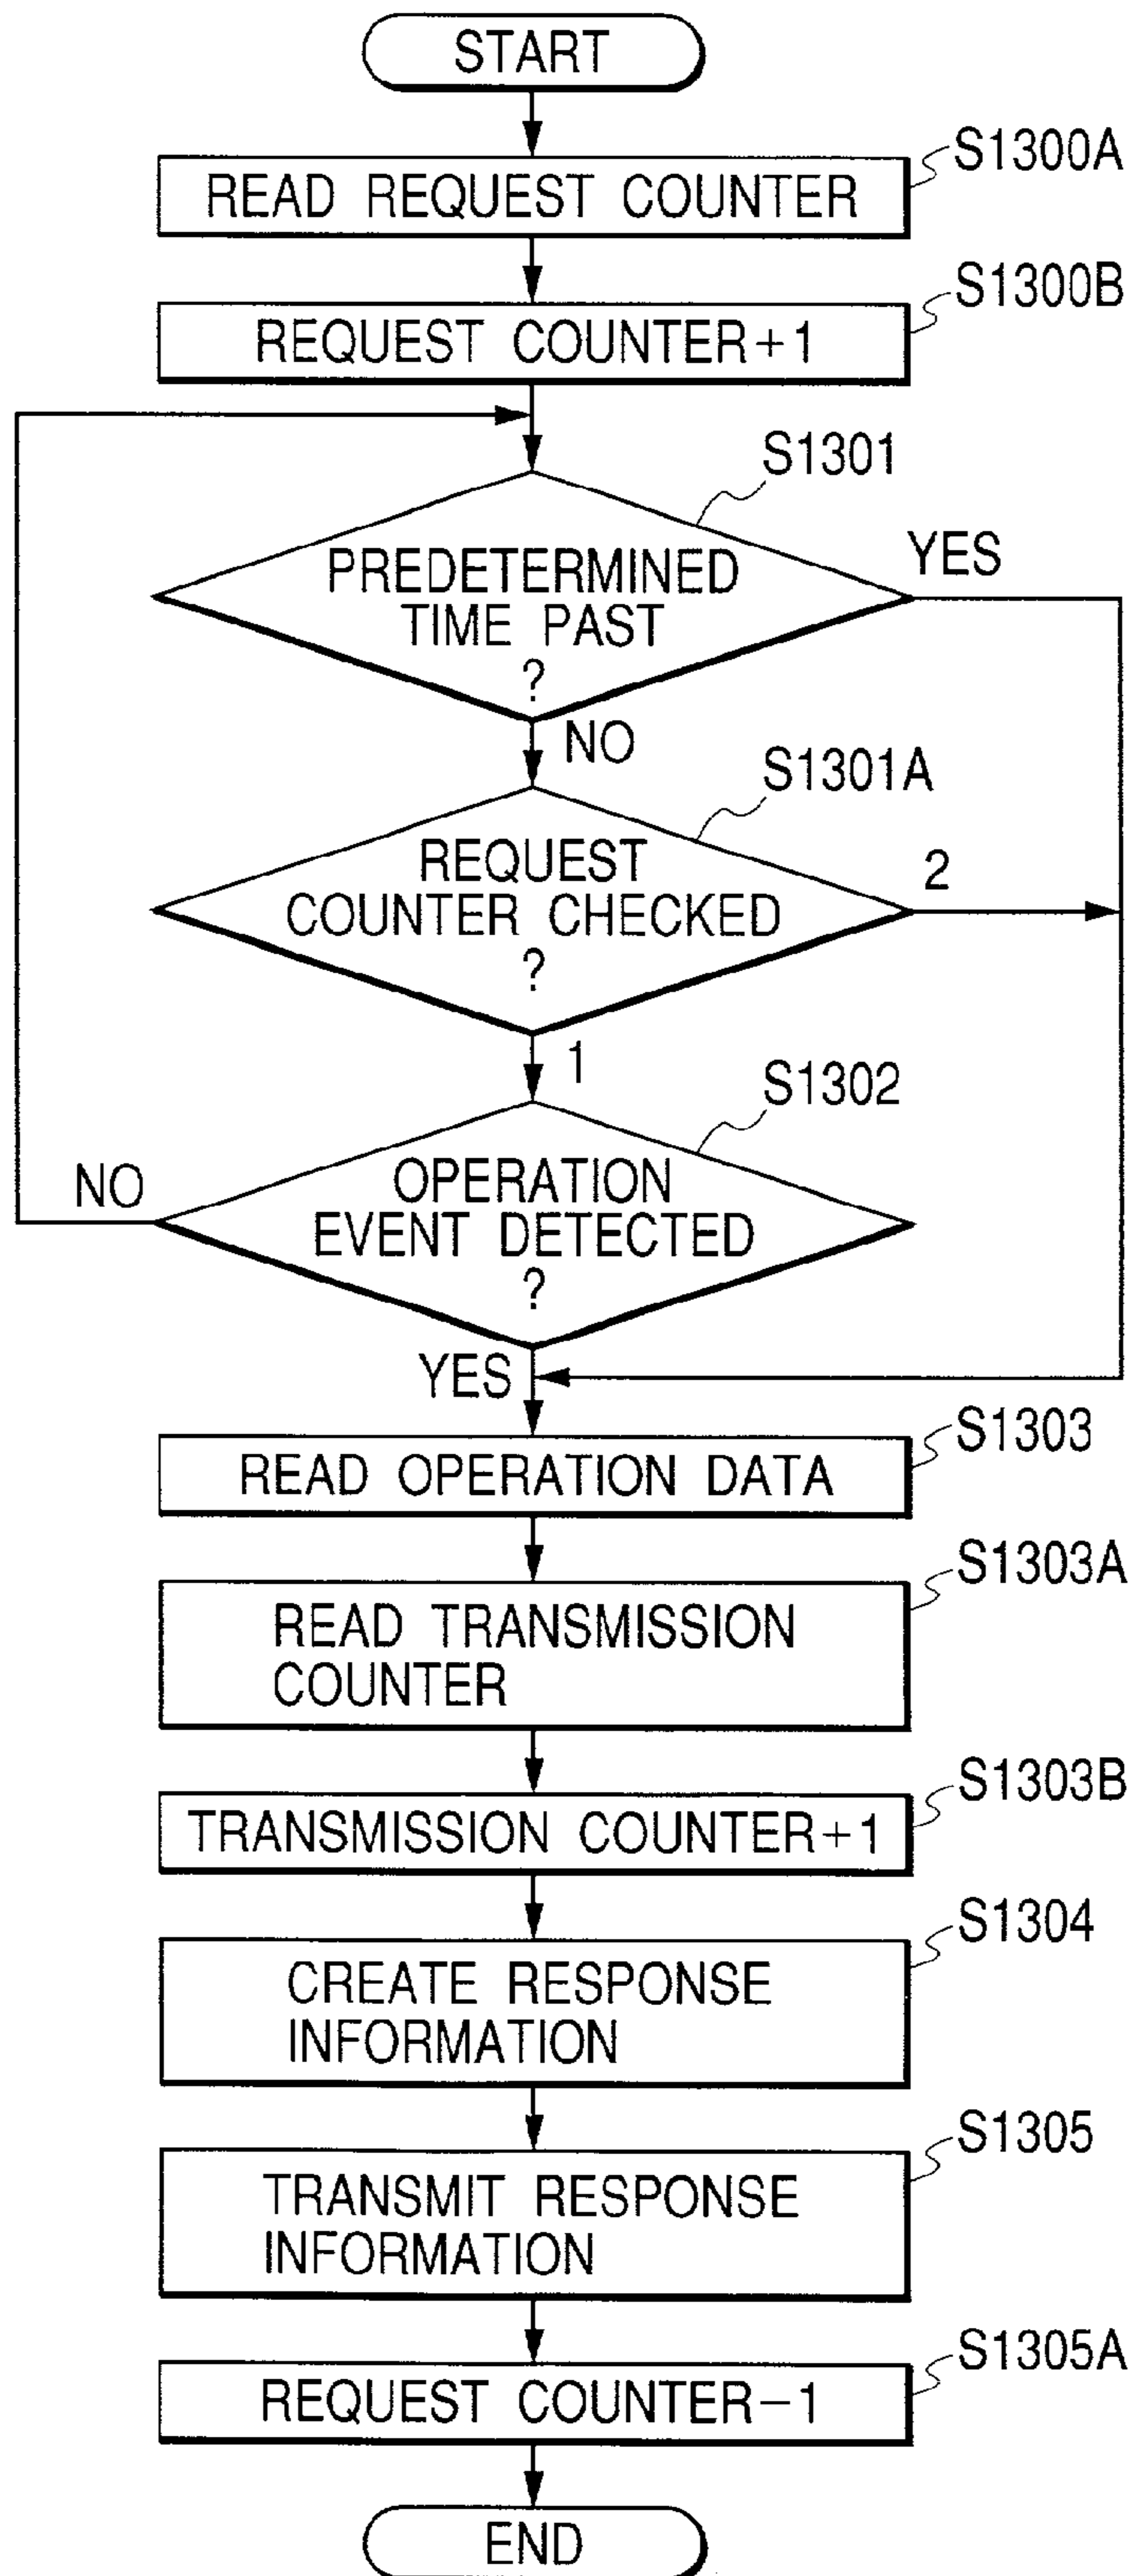 START
S1300A
READ REQUEST COUNTER
S1300B
REQUEST COUNTER+1
S1301
PREDETERMINED
TIME PAST
?
YES
NO
S1301A
REQUEST
COUNTER CHECKED
?
2
1
S1302
OPERATION
EVENT DETECTED
?
NO
YES
S1303
READ OPERATION DATA
S1303A
READ TRANSMISSION
COUNTER
S1303B
TRANSMISSION COUNTER+1
S1304
CREATE RESPONSE
INFORMATION
S1305
TRANSMIT RESPONSE
INFORMATION
S1305A
REQUEST COUNTER−1
END